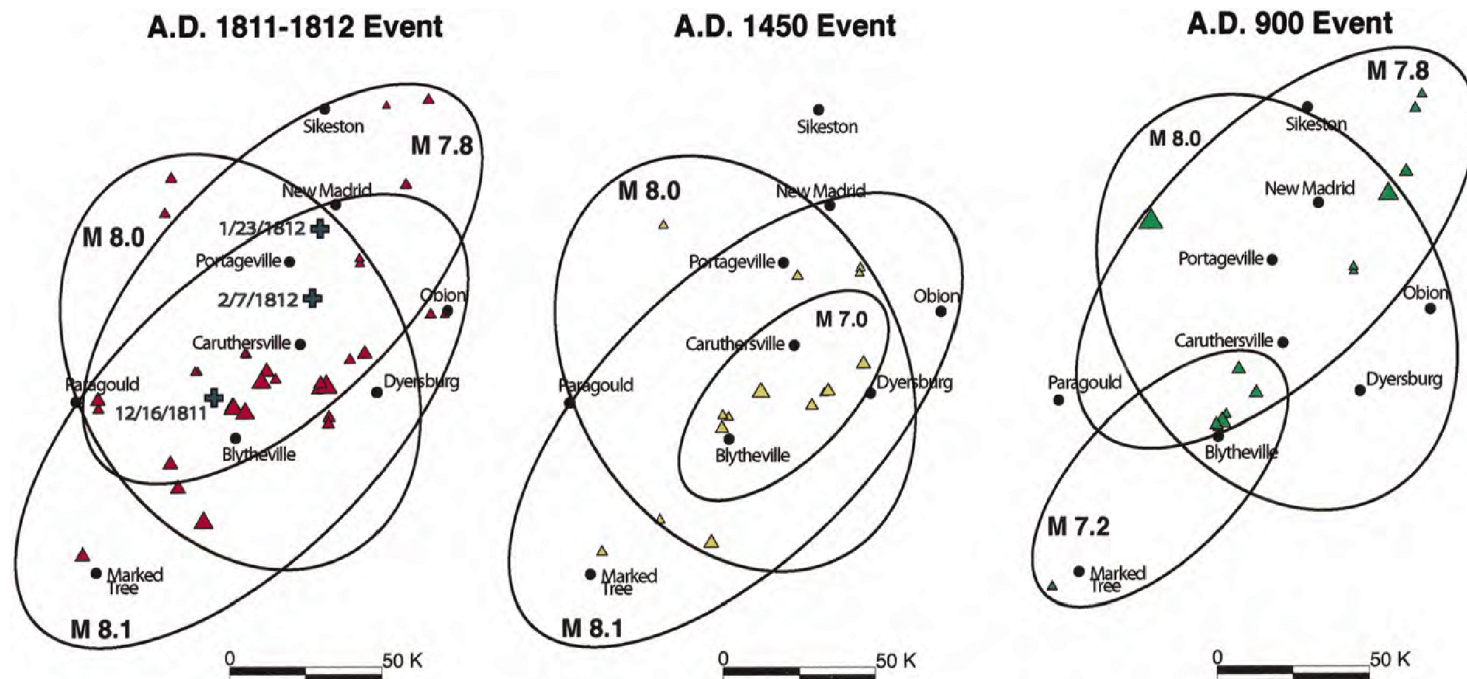 A.D. 1811-1812 Event
Sikeston
M 7.8
New Madrid
1/23/1812
M 8.0
Portageville
2/7/1812
Obion
Caruthersville
Paragould
Dyersburg
12/16/1811
Blytheville
Marked
Tree
M 8.1
0 50 K
A.D. 1450 Event
Sikeston
M 8.0
New Madrid
Portageville
Obion
M 7.0
Caruthersville
Paragould
Dyersburg
Blytheville
Marked
Tree
M 8.1
0 50 K
A.D. 900 Event
M 7.8
Sikeston
M 8.0
New Madrid
Portageville
Obion
Caruthersville
Paragould
Dyersburg
Blytheville
M 7.2
Marked
Tree
0 50 K